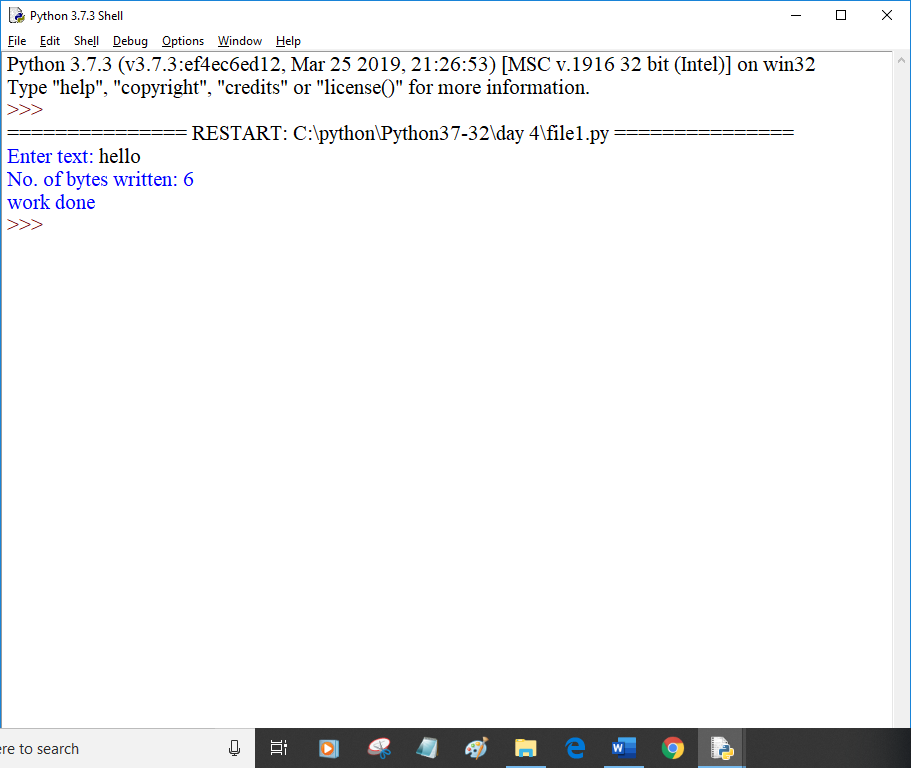 Python 3.7.3 Shell
File Edit Shell Debug Options Window Help
Python 3.7.3 (v3.7.3:ef4ec6ed12, Mar 25 2019, 21:26:53) [MSC v.1916 32 bit (Intel)] on win32
Type "help", "copyright", "credits" or "license()" for more information.
>>>
=============== RESTART: C:\python\Python37-32\day 4\file1.py ===============
Enter text: hello
No. of bytes written: 6
work done
>>>
ere to search